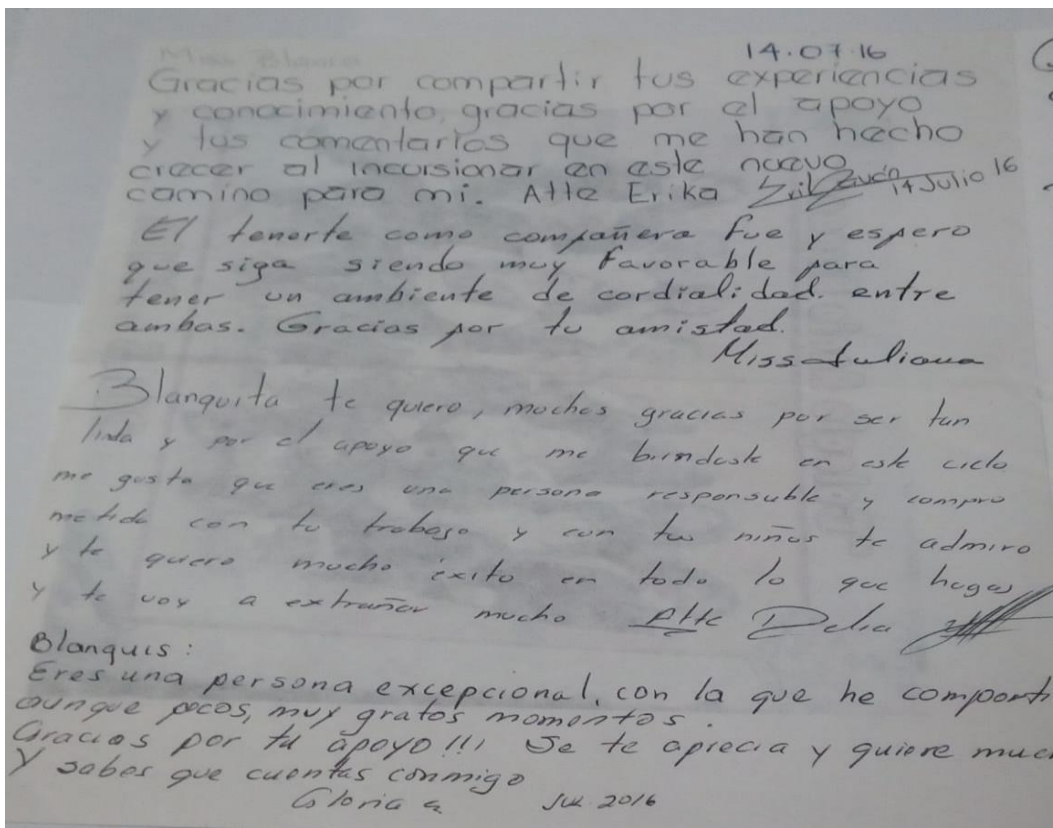 Miss Blanca 14.07.16
Gracias por compartir tus experiencias
y conocimiento, gracias por el apoyo
y tus comentarios que me han hecho
crecer al incursionar en este nuevo
camino para mi. Atte Erika 14 Julio 16
El tenerte como compañera fue y espero
que siga siendo muy favorable para
tener un ambiente de cordialidad. entre
ambas. Gracias por tu amistad.
Miss Juliana
Blanquita te quiero, muchas gracias por ser tan
linda y por el apoyo que me brindaste en este ciclo
me gusta que eres una persona responsable y compro
metida con tu trabajo y con tus niños te admiro
y te quiero mucho éxito en todo lo que hagas
y te voy a extrañar mucho Atte Delia
Blanquis:
Eres una persona excepcional, con la que he comparti
aunque pocos, muy gratos momentos.
Gracias por tu apoyo!!! Se te aprecia y quiere muc
Y sabes que cuentas conmigo
Gloria G Jul 2016